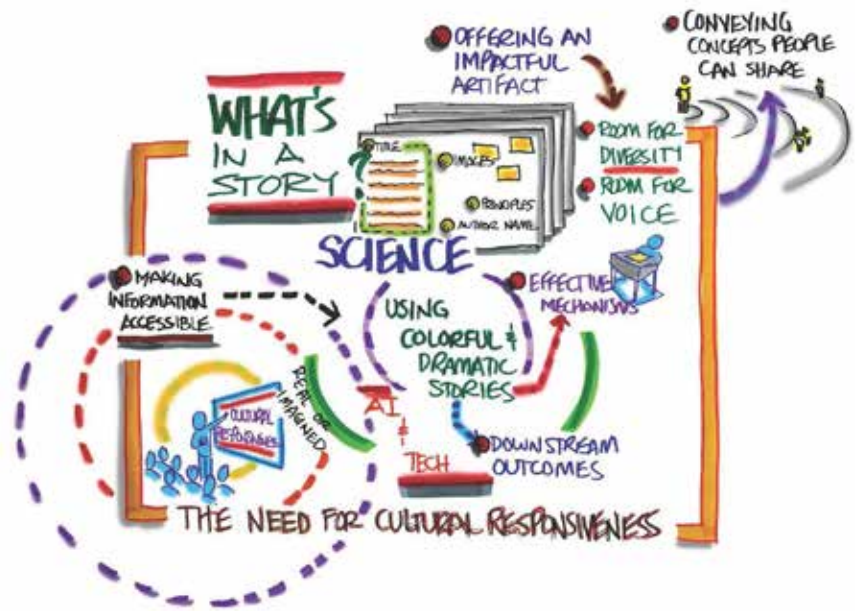 WHAT'S
IN A
STORY
OFFERING AN
IMPACTFUL
ARTIFACT
CONVEYING
CONCEPTS PEOPLE
CAN SHARE
TITLE
IMAGES
PRINCIPLES
AUTHOR NAME
ROOM FOR
DIVERSITY
ROOM FOR
VOICE
SCIENCE
MAKING
INFORMATION
ACCESSIBLE
USING
COLORFUL &
DRAMATIC
STORIES
EFFECTIVE
MECHANISMS
CULTURAL
RESPONSIVENESS
REAL OR
IMAGINED
AI
&
TECH
DOWNSTREAM
OUTCOMES
THE NEED FOR CULTURAL RESPONSIVENESS